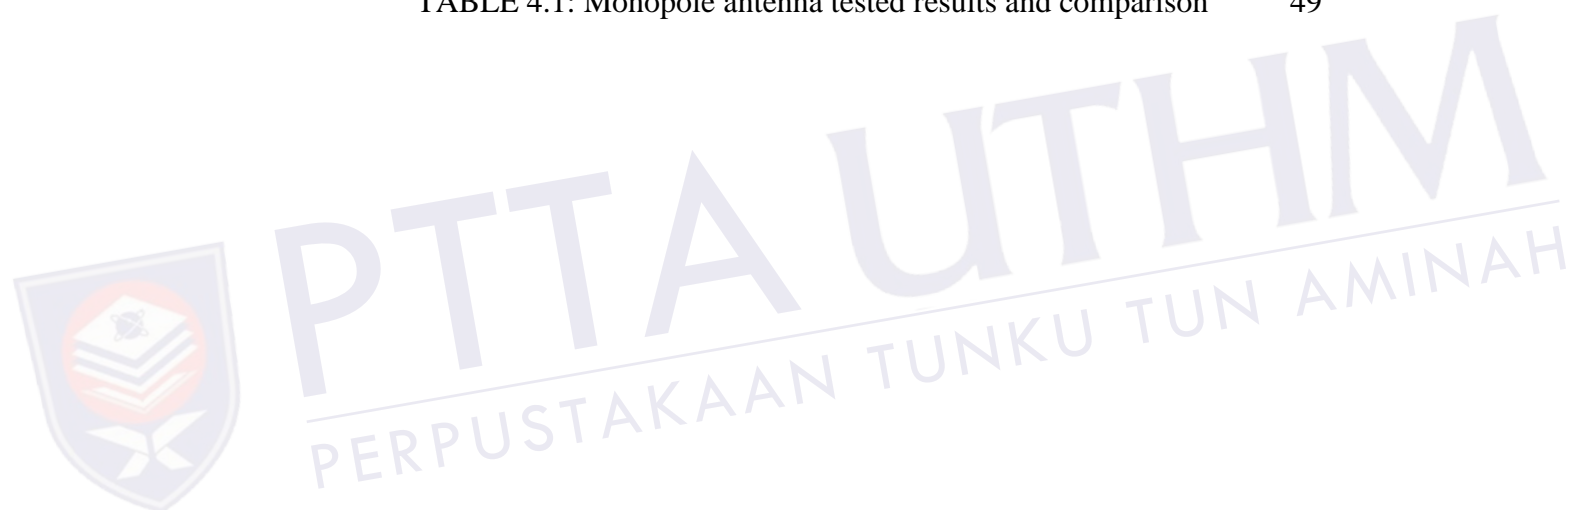 TABLE 4.1: Monopole antenna tested results and comparison 49
PTTA UTHM
PERPUSTAKAAN TUNKU TUN AMINAH